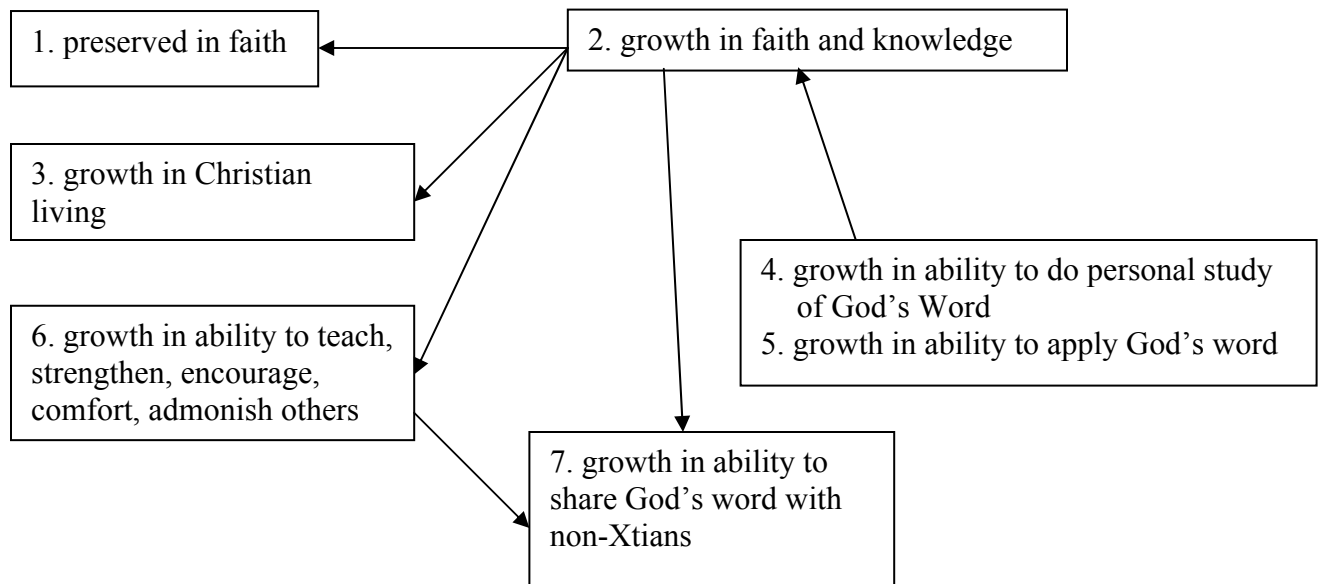 1. preserved in faith
2. growth in faith and knowledge
3. growth in Christian
living
4. growth in ability to do personal study
of God’s Word
5. growth in ability to apply God’s word
6. growth in ability to teach,
strengthen, encourage,
comfort, admonish others
7. growth in ability to
share God’s word with
non-Xtians